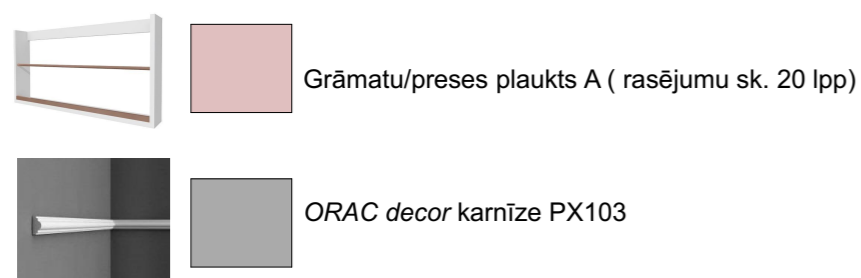 Grāmatu/preses plaukts A ( rasējumu sk. 20 lpp)
ORAC decor karnīze PX103